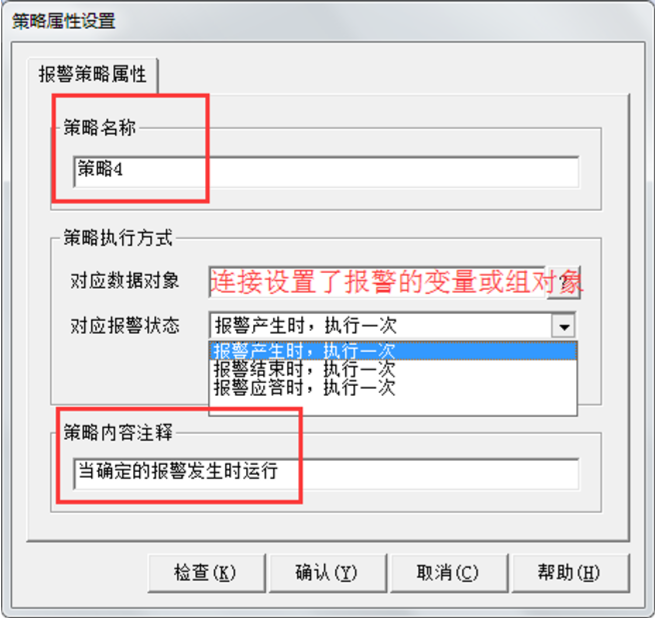 策略属性设置
报警策略属性
策略名称
策略4
策略执行方式
对应数据对象 连接设置了报警的变量或组对象 ?
对应报警状态 报警产生时，执行一次
报警产生时，执行一次
报警结束时，执行一次
报警应答时，执行一次
策略内容注释
当确定的报警发生时运行
检查(K) 确认(Y) 取消(C) 帮助(H)